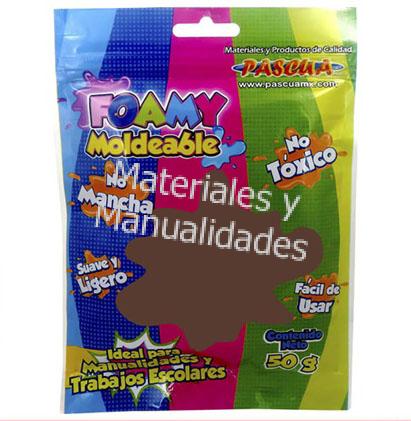 Materiales y Productos de Calidad
PASCUA
www.pascuamx.com
FOAMY
Moldeable
No
Tóxico
No
Mancha
Materiales y
Manualidades
Suave y
Ligero
Fácil de
Usar
Contenido
Neto
50 g
Ideal para
Manualidades y
Trabajos Escolares